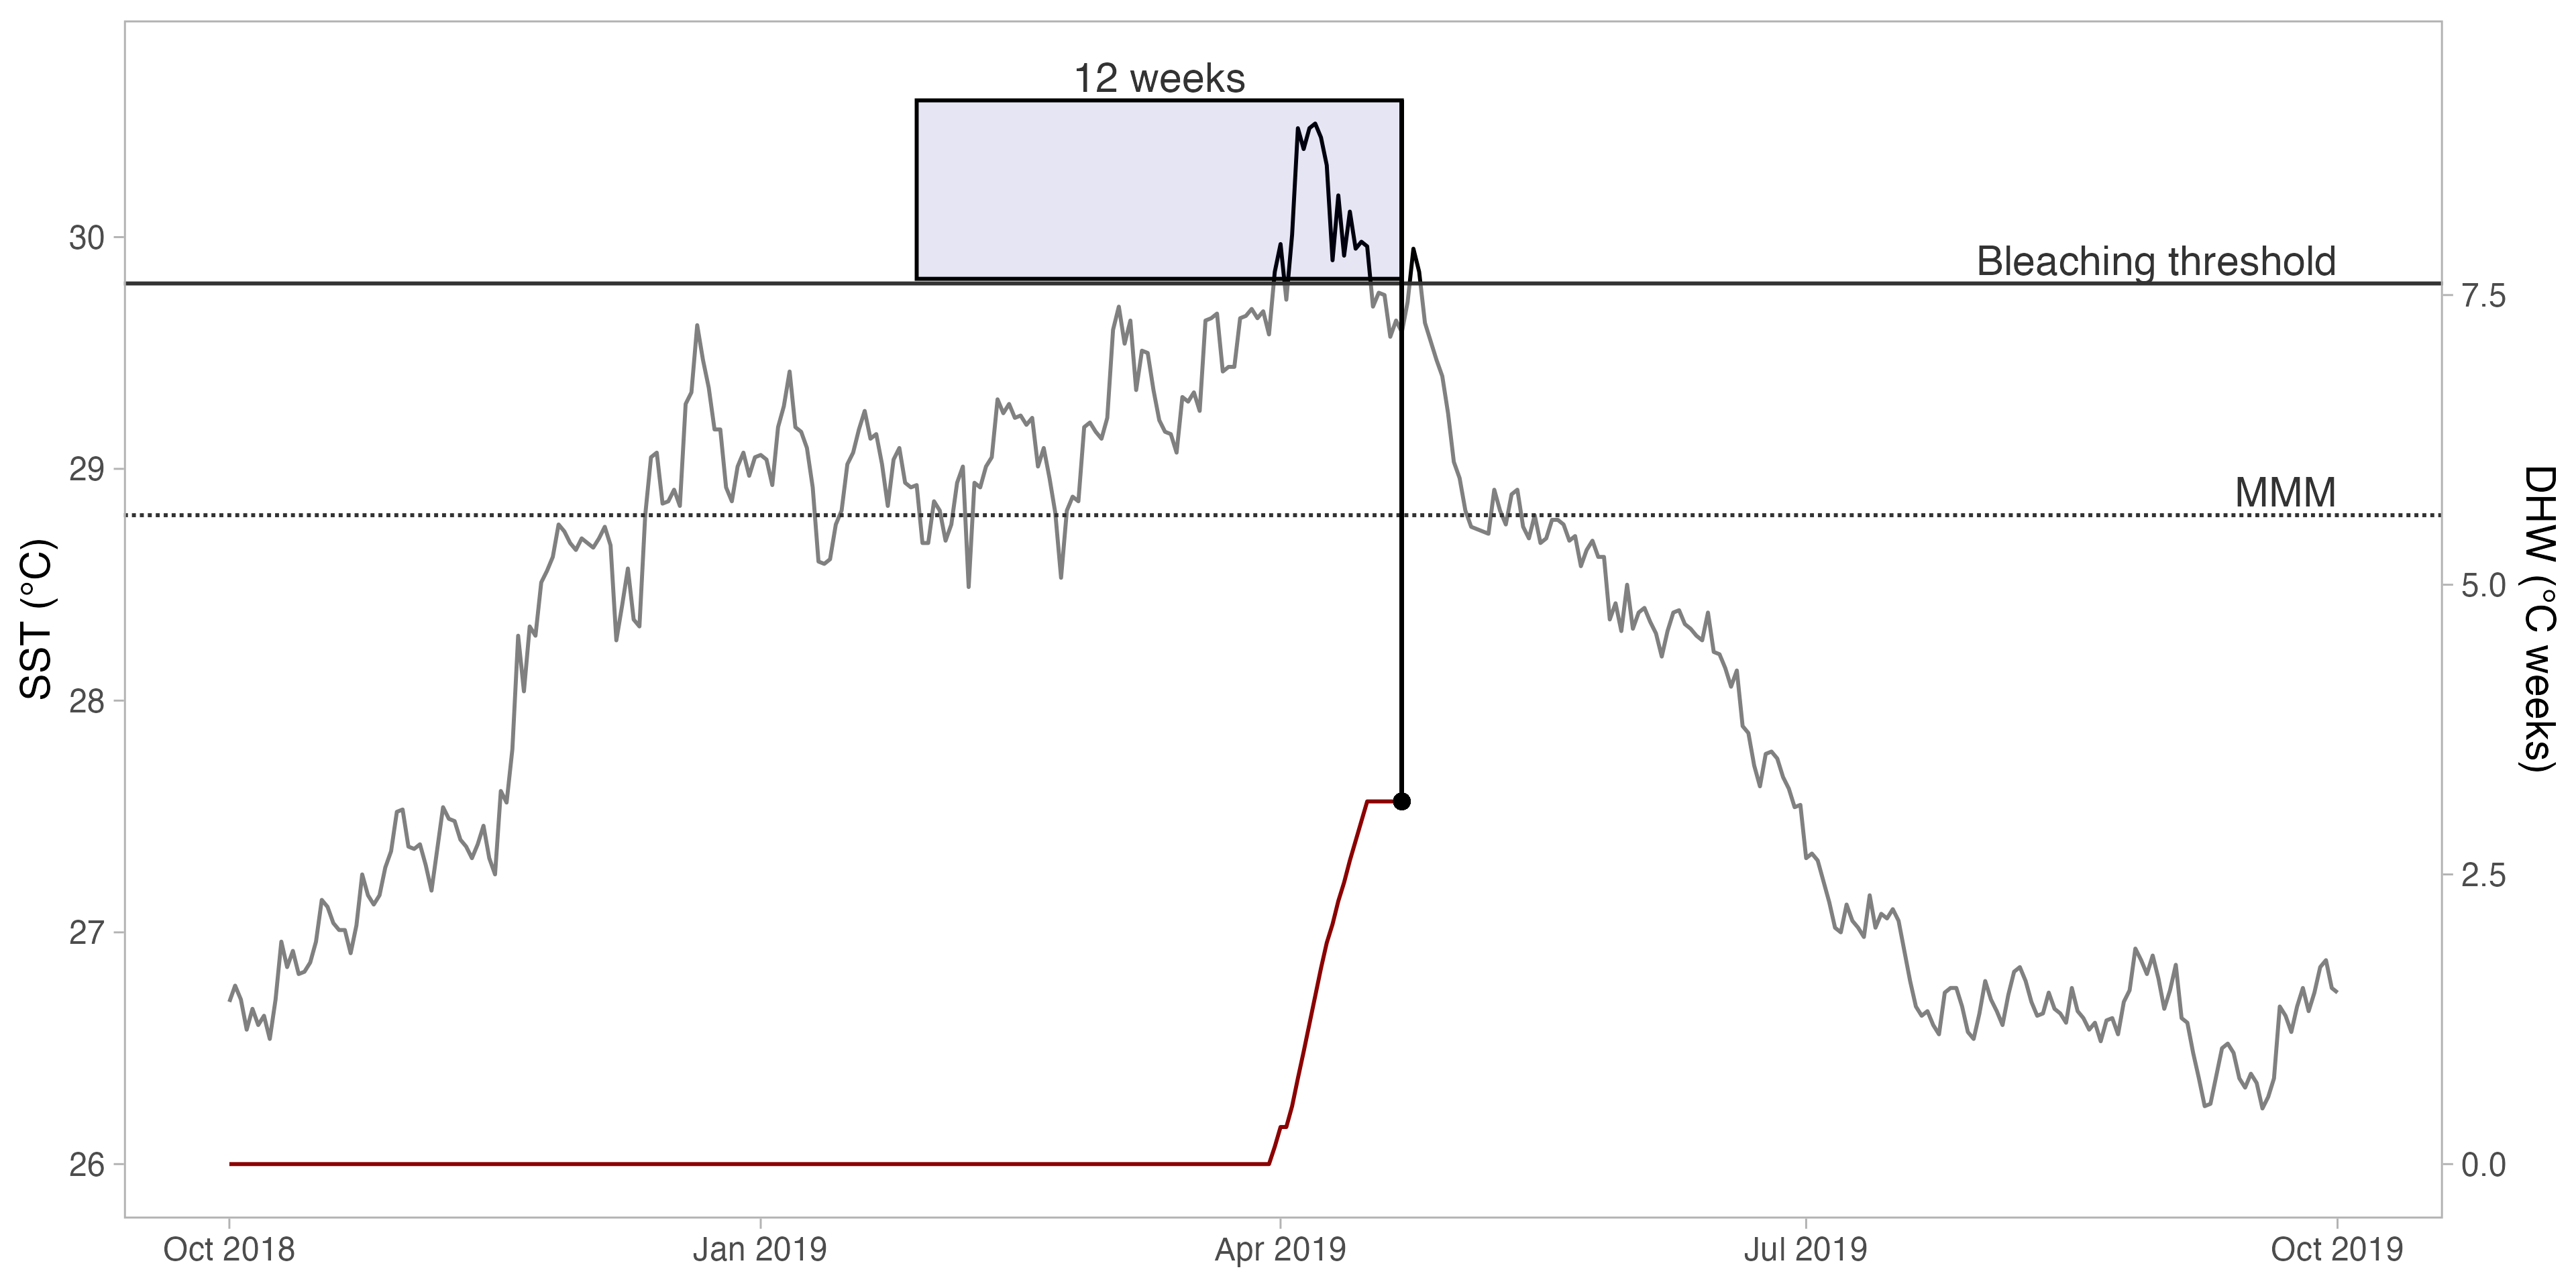 12 weeks
30
Bleaching threshold
7.5
29
MMM
SST (°C)
DHW (°C weeks)
5.0
28
2.5
27
26
0.0
Oct 2018
Jan 2019
Apr 2019
Jul 2019
Oct 2019